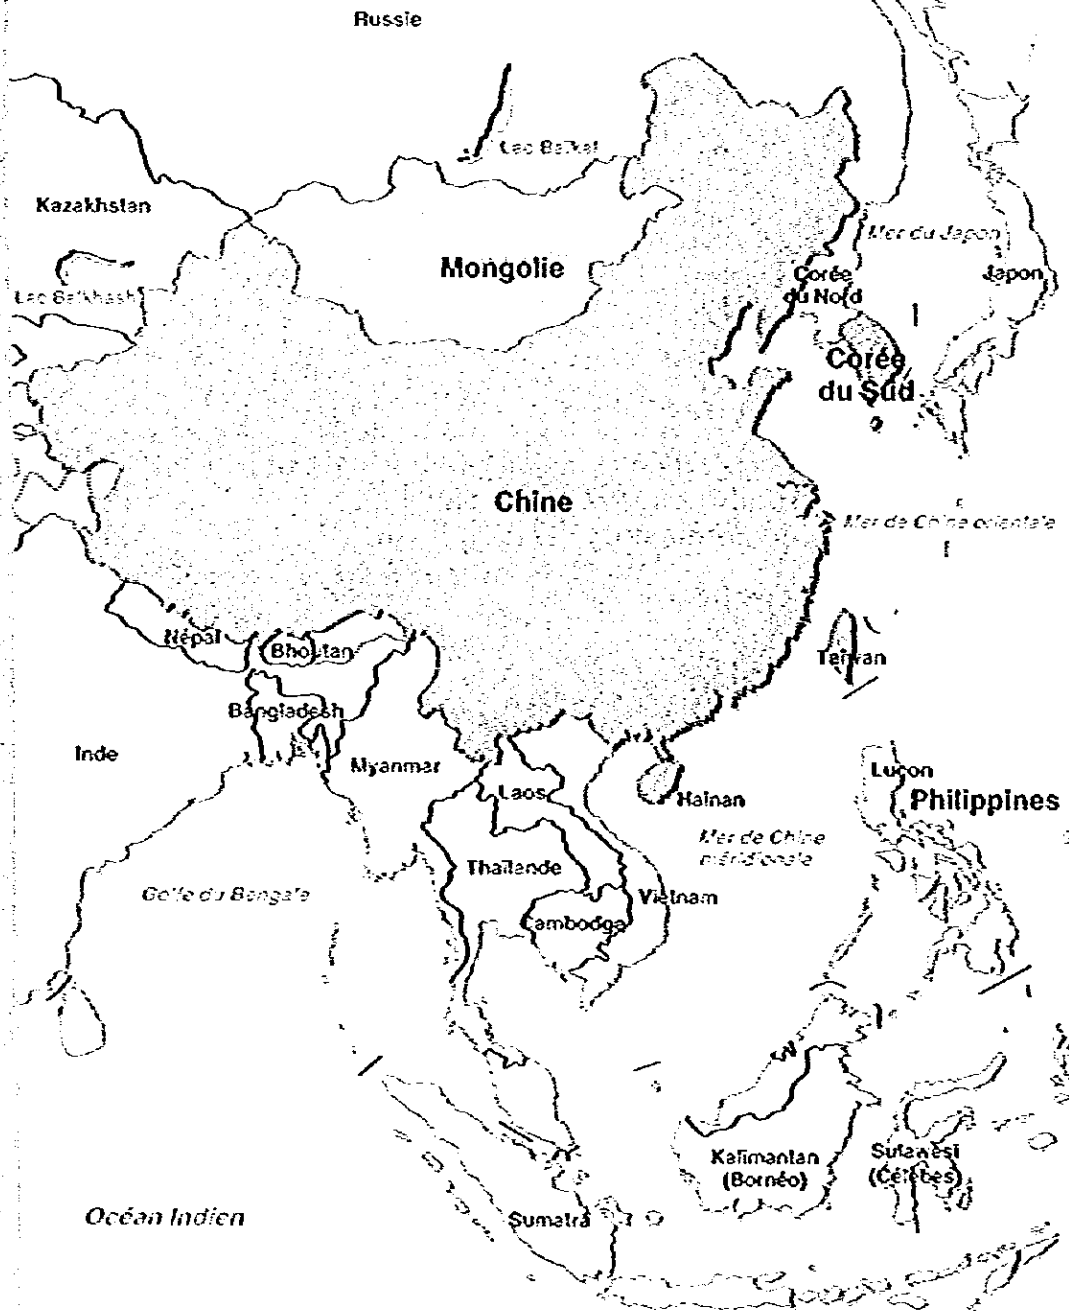 Russie
Lac Baïkal
Kazakhstan
Mer du Japon
Mongolie
Corée
du Nord
Japon
Lac Balkhash
Corée
du Sud
Chine
Mer de Chine orientale
Népal
Bhoutan
Taiwan
Bangladesh
Inde
Myanmar
Luçon
Laos
Hainan
Philippines
Mer de Chine
méridionale
Thaïlande
Golfe du Bengale
Vietnam
Cambodge
Kalimantan
(Bornéo)
Sulawesi
(Célèbes)
Océan Indien
Sumatra